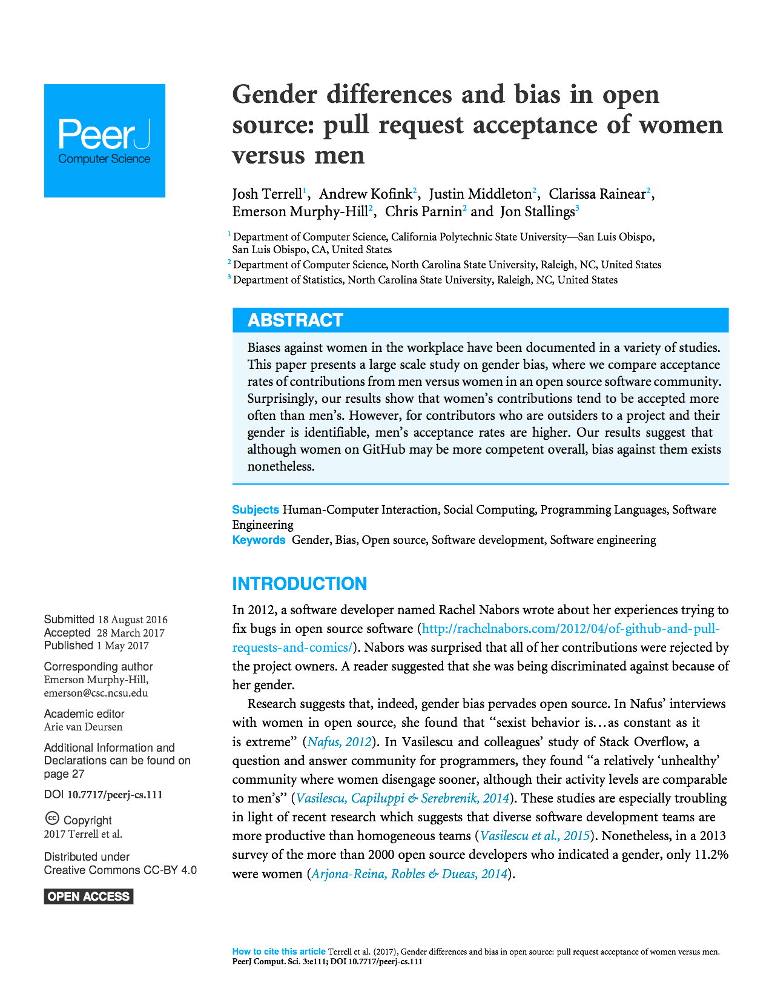 PeerJ
Computer Science
Gender differences and bias in open
source: pull request acceptance of women
versus men
Josh Terrell1, Andrew Kofink2, Justin Middleton2, Clarissa Rainear2,
Emerson Murphy-Hill2, Chris Parnin2 and Jon Stallings3
1 Department of Computer Science, California Polytechnic State University—San Luis Obispo,
San Luis Obispo, CA, United States
2 Department of Computer Science, North Carolina State University, Raleigh, NC, United States
3 Department of Statistics, North Carolina State University, Raleigh, NC, United States
ABSTRACT
Biases against women in the workplace have been documented in a variety of studies.
This paper presents a large scale study on gender bias, where we compare acceptance
rates of contributions from men versus women in an open source software community.
Surprisingly, our results show that women's contributions tend to be accepted more
often than men's. However, for contributors who are outsiders to a project and their
gender is identifiable, men's acceptance rates are higher. Our results suggest that
although women on GitHub may be more competent overall, bias against them exists
nonetheless.
Subjects Human-Computer Interaction, Social Computing, Programming Languages, Software
Engineering
Keywords Gender, Bias, Open source, Software development, Software engineering
INTRODUCTION
In 2012, a software developer named Rachel Nabors wrote about her experiences trying to
fix bugs in open source software (http://rachelnabors.com/2012/04/of-github-and-pull-
requests-and-comics/). Nabors was surprised that all of her contributions were rejected by
the project owners. A reader suggested that she was being discriminated against because of
her gender.
Research suggests that, indeed, gender bias pervades open source. In Nafus' interviews
with women in open source, she found that "sexist behavior is...as constant as it
is extreme" (Nafus, 2012). In Vasilescu and colleagues' study of Stack Overflow, a
question and answer community for programmers, they found "a relatively 'unhealthy'
community where women disengage sooner, although their activity levels are comparable
to men's" (Vasilescu, Capiluppi & Serebrenik, 2014). These studies are especially troubling
in light of recent research which suggests that diverse software development teams are
more productive than homogeneous teams (Vasilescu et al., 2015). Nonetheless, in a 2013
survey of the more than 2000 open source developers who indicated a gender, only 11.2%
were women (Arjona-Reina, Robles & Dueas, 2014).
Submitted 18 August 2016
Accepted 28 March 2017
Published 1 May 2017
Corresponding author
Emerson Murphy-Hill,
emerson@csc.ncsu.edu
Academic editor
Arie van Deursen
Additional Information and
Declarations can be found on
page 27
DOI 10.7717/peerj-cs.111
cc Copyright
2017 Terrell et al.
Distributed under
Creative Commons CC-BY 4.0
OPEN ACCESS
How to cite this article Terrell et al. (2017), Gender differences and bias in open source: pull request acceptance of women versus men.
PeerJ Comput. Sci. 3:e111; DOI 10.7717/peerj-cs.111